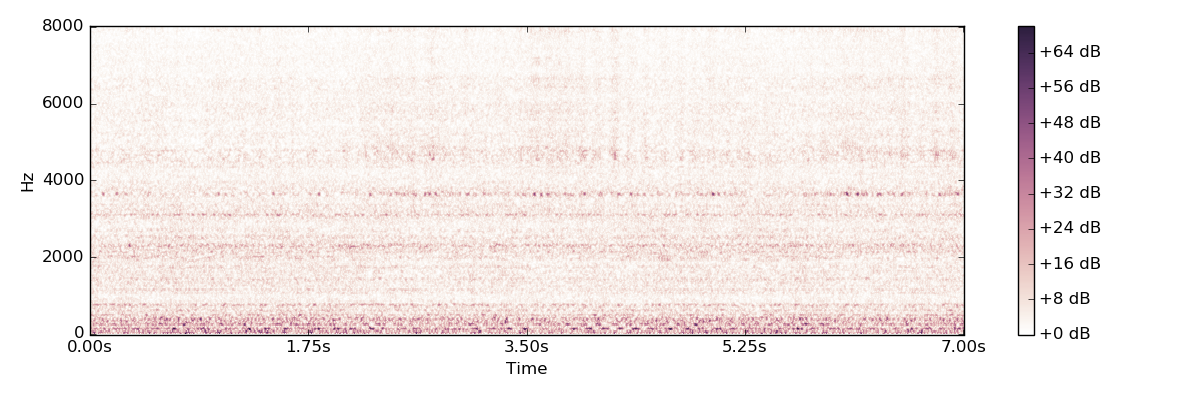 8000
6000
4000
2000
0
Hz
0.00s 1.75s 3.50s 5.25s 7.00s
Time
+64 dB
+56 dB
+48 dB
+40 dB
+32 dB
+24 dB
+16 dB
+8 dB
+0 dB